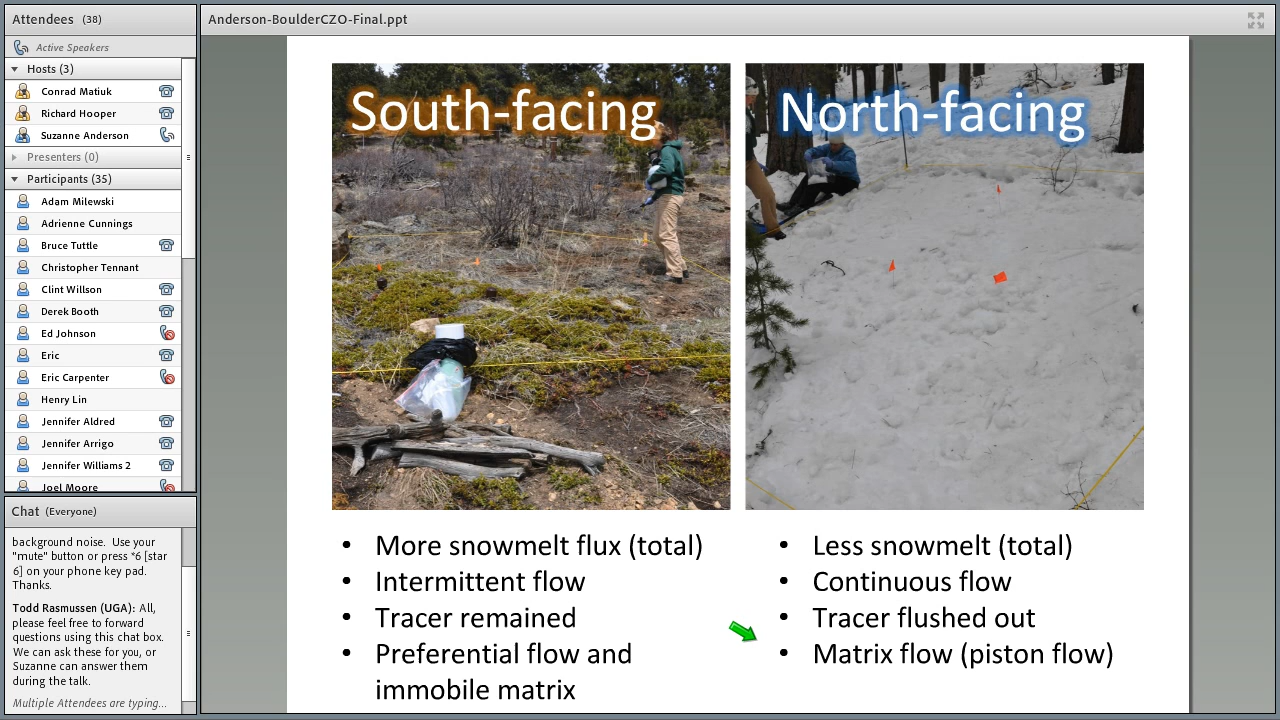 Attendees (38)
Active Speakers
Hosts (3)
Conrad Matiuk
Richard Hooper
Suzanne Anderson
Presenters (0)
Participants (35)
Adam Milewski
Adrienne Cunnings
Bruce Tuttle
Christopher Tennant
Clint Willson
Derek Booth
Ed Johnson
Eric
Eric Carpenter
Henry Lin
Jennifer Aldred
Jennifer Arrigo
Jennifer Williams 2
Joel Moore
Chat (Everyone)
background noise. Use your
"mute" button or press *6 [star
6] on your phone key pad.
Thanks.
Todd Rasmussen (UGA): All,
please feel free to forward
questions using this chat box.
We can ask these for you, or
Suzanne can answer them
during the talk.
Multiple Attendees are typing...
Anderson-BoulderCZO-Final.ppt
South-facing
• More snowmelt flux (total)
• Intermittent flow
• Tracer remained
• Preferential flow and
immobile matrix
North-facing
• Less snowmelt (total)
• Continuous flow
• Tracer flushed out
• Matrix flow (piston flow)